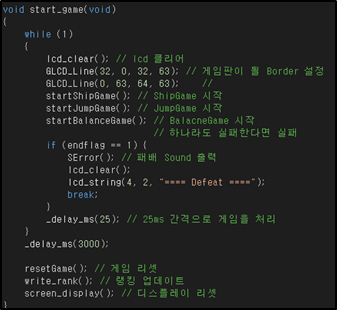 void start_game(void)
{
while (1)
{
lcd_clear(); // lcd 클리어
GLCD_Line(32, 0, 32, 63); // 게임판이 될 Border 설정
GLCD_Line(0, 63, 64, 63); //
startShipGame(); // ShipGame 시작
startJumpGame(); // JumpGame 시작
startBalanceGame(); // BalacneGame 시작
// 하나라도 실패한다면 실패
if (endflag == 1) {
SError(); // 패배 Sound 출력
lcd_clear();
lcd_string(4, 2, "==== Defeat ====");
break;
}
_delay_ms(25); // 25ms 간격으로 게임을 처리
}
_delay_ms(3000);
resetGame(); // 게임 리셋
write_rank(); // 랭킹 업데이트
screen_display(); // 디스플레이 리셋
}